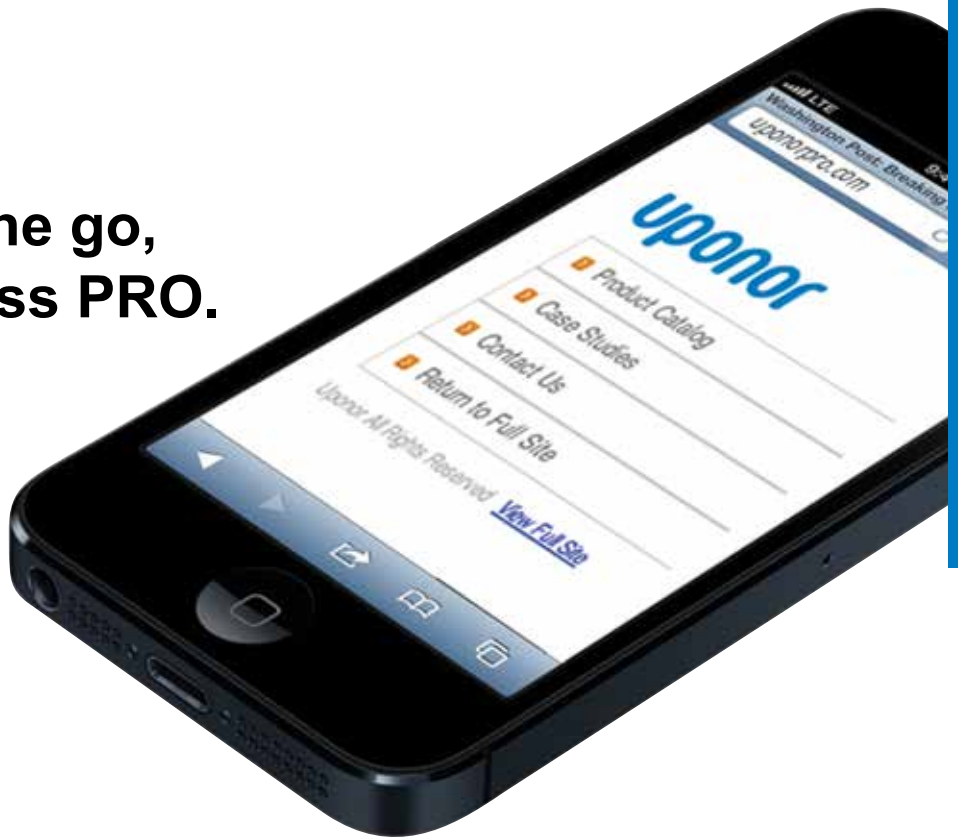 he go,
ss PRO.
LTE
Washington Post: Breaking
uponorpro.com
uponor
Product Catalog
Case Studies
Contact Us
Return to Full Site
Uponor All Rights Reserved View Full Site